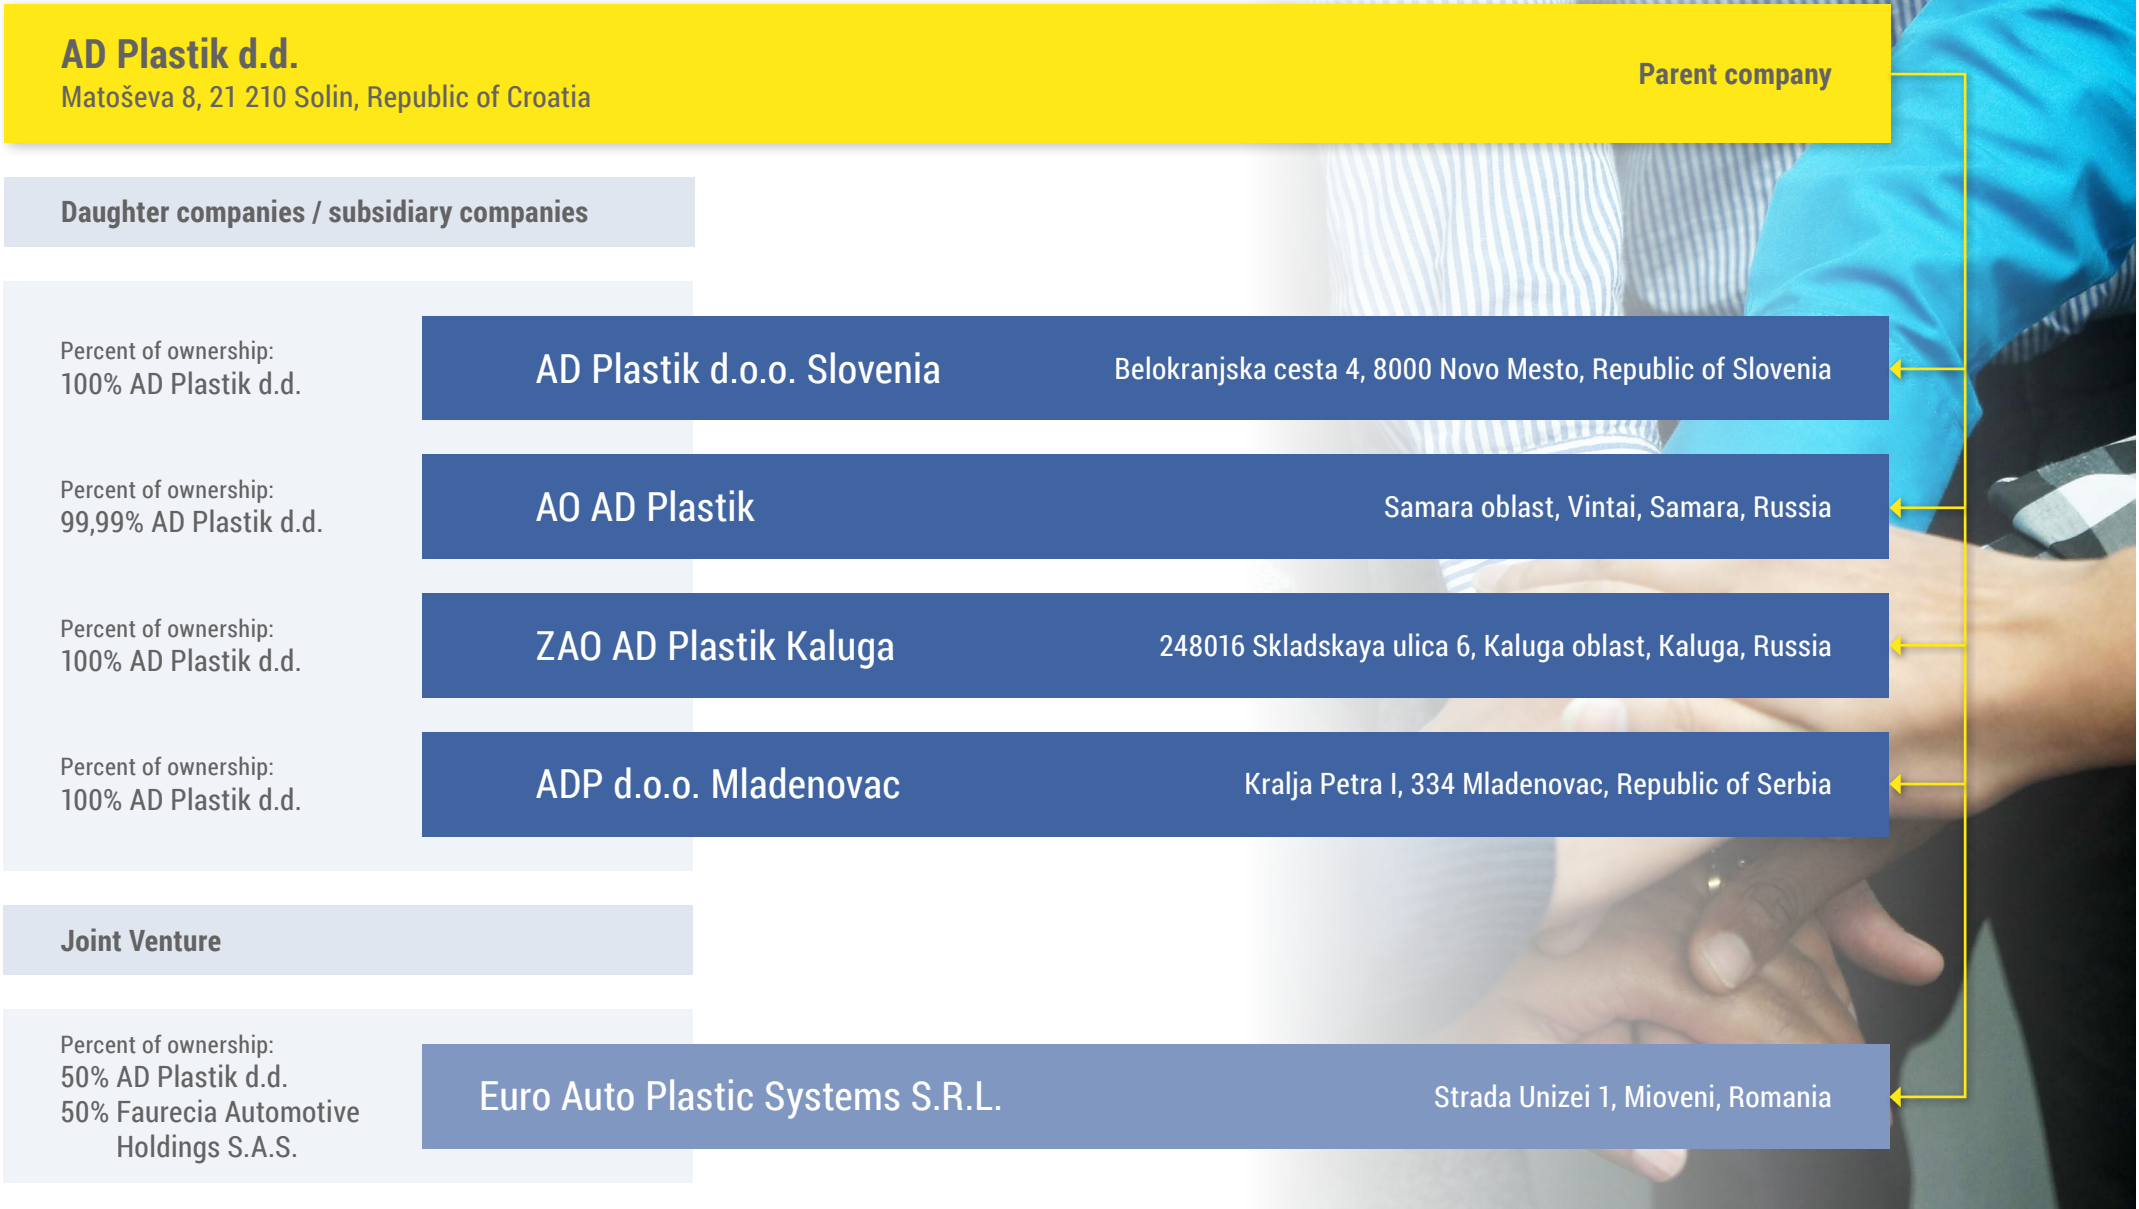 AD Plastik d.d.
Matoševa 8, 21 210 Solin, Republic of Croatia
Parent company
Daughter companies / subsidiary companies
Percent of ownership:
100% AD Plastik d.d.
AD Plastik d.o.o. Slovenia
Belokranjska cesta 4, 8000 Novo Mesto, Republic of Slovenia
Percent of ownership:
99,99% AD Plastik d.d.
AO AD Plastik
Samara oblast, Vintai, Samara, Russia
Percent of ownership:
100% AD Plastik d.d.
ZAO AD Plastik Kaluga
248016 Skladskaya ulica 6, Kaluga oblast, Kaluga, Russia
Percent of ownership:
100% AD Plastik d.d.
ADP d.o.o. Mladenovac
Kralja Petra I, 334 Mladenovac, Republic of Serbia
Joint Venture
Percent of ownership:
50% AD Plastik d.d.
50% Faurecia Automotive
Holdings S.A.S.
Euro Auto Plastic Systems S.R.L.
Strada Unizei 1, Mioveni, Romania